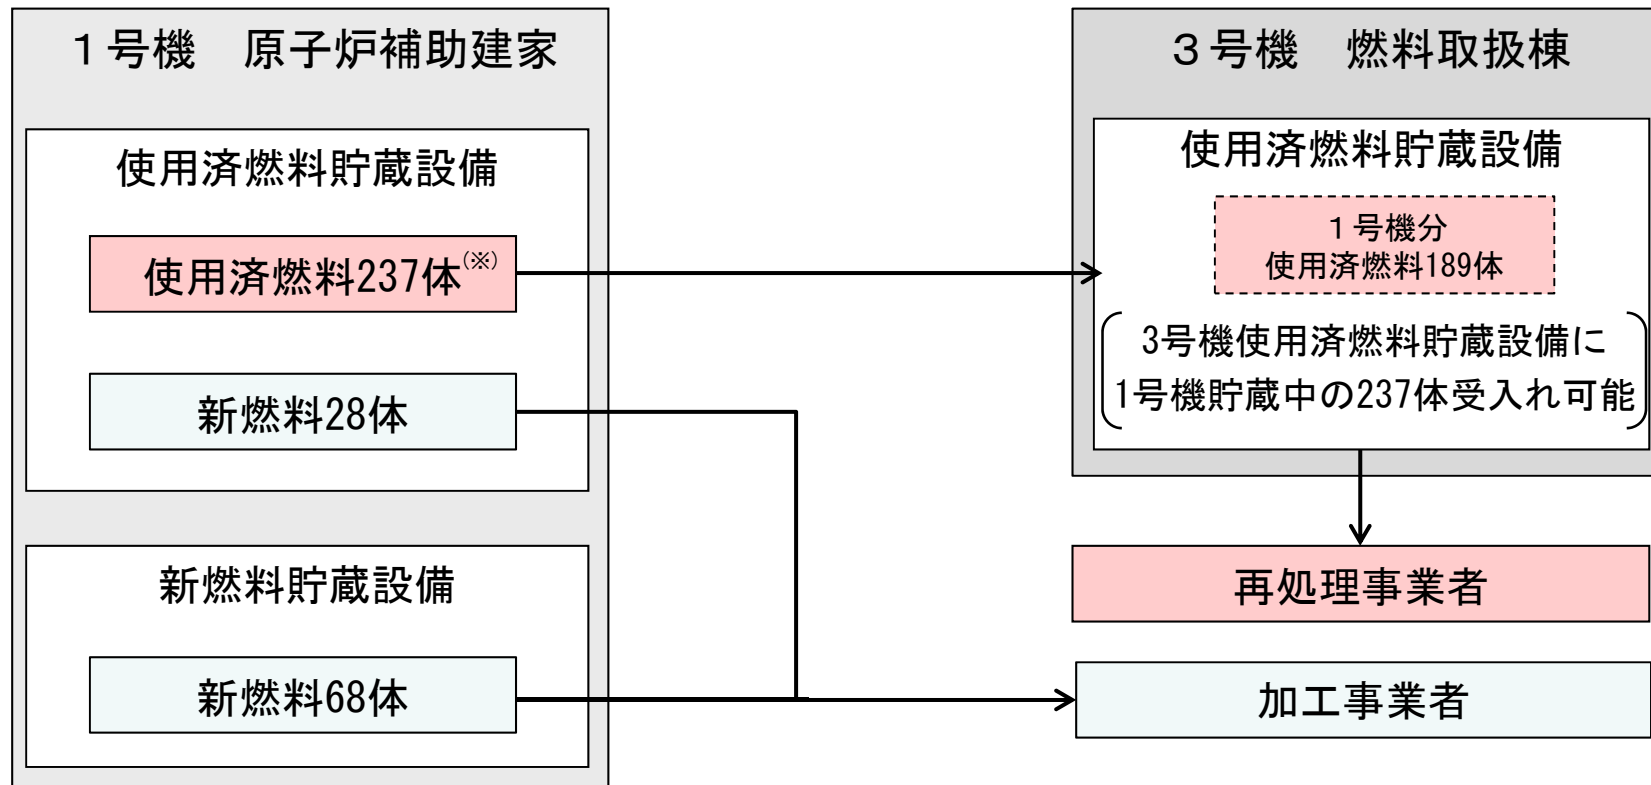 １号機　原子炉補助建家
使用済燃料貯蔵設備
使用済燃料237体(※)
新燃料28体
新燃料貯蔵設備
新燃料68体
３号機　燃料取扱棟
使用済燃料貯蔵設備
１号機分
使用済燃料189体
3号機使用済燃料貯蔵設備に
1号機貯蔵中の237体受入れ可能
再処理事業者
加工事業者